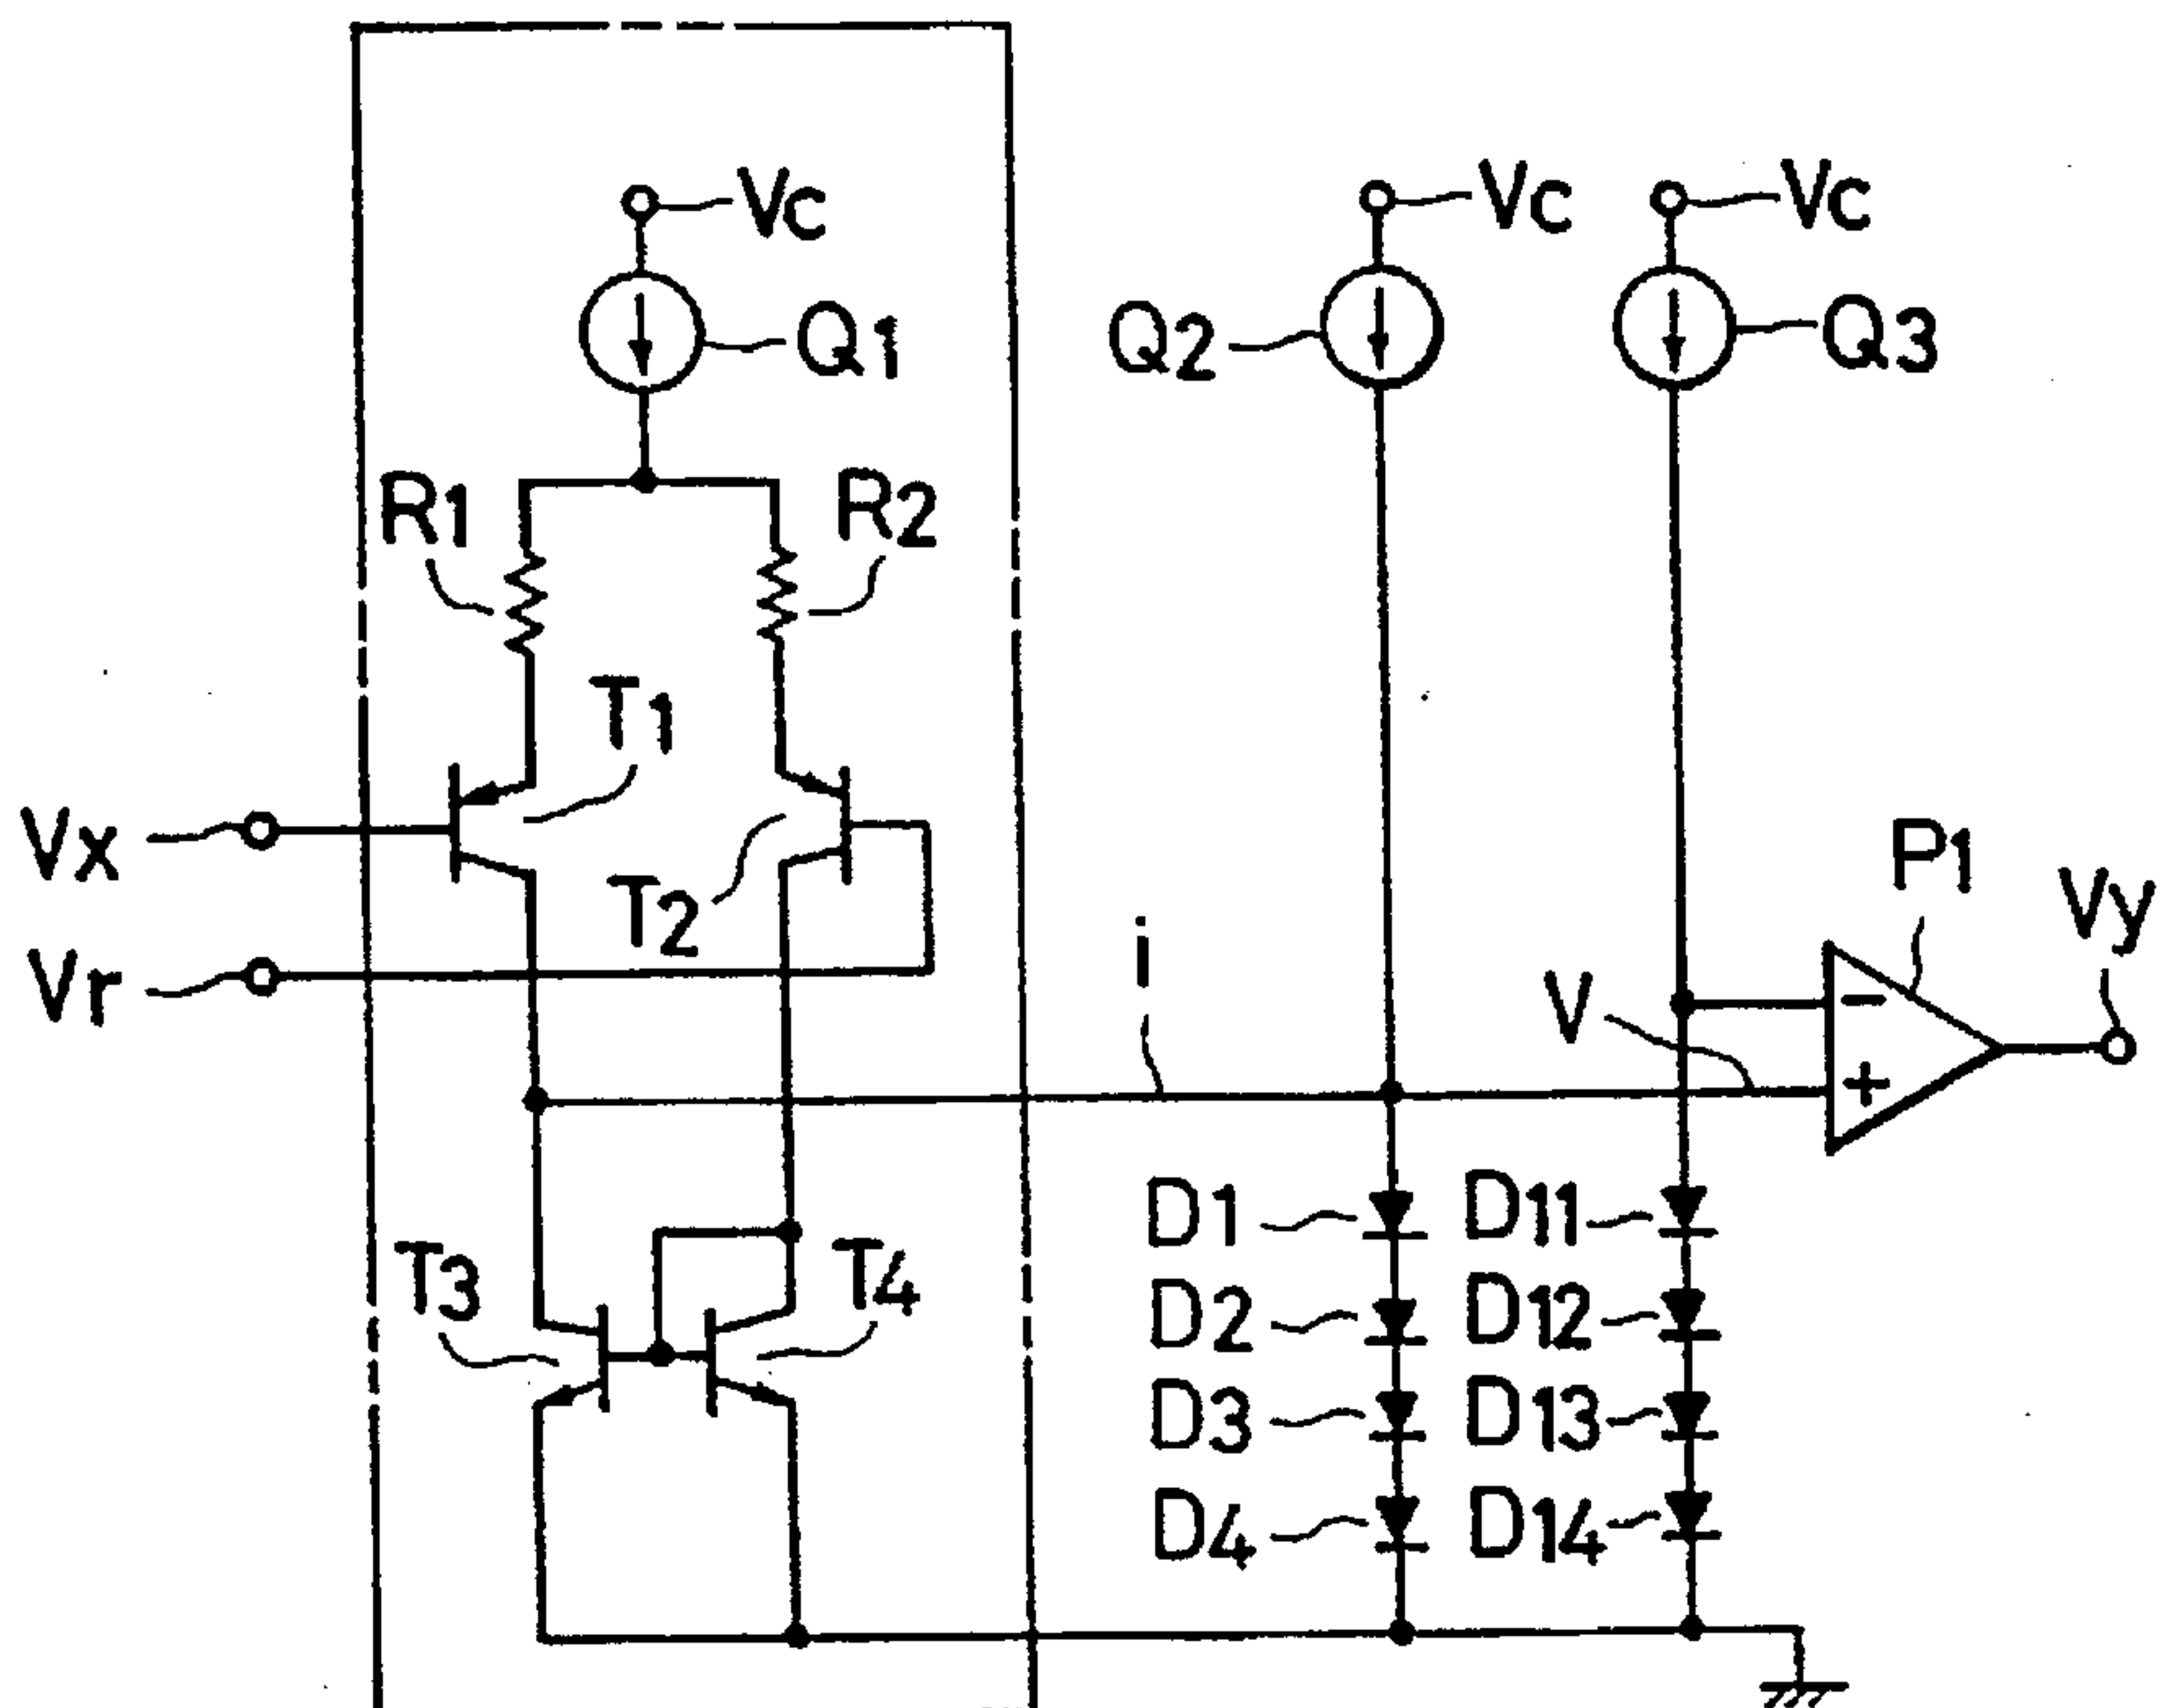 Vc
Vc
Vc
Q1
Q2
Q3
R1
R2
T1
Vx
T2
P1
Vy
Vr
i
V
−
+
T3
T4
D1
D11
D2
D12
D3
D13
D4
D14